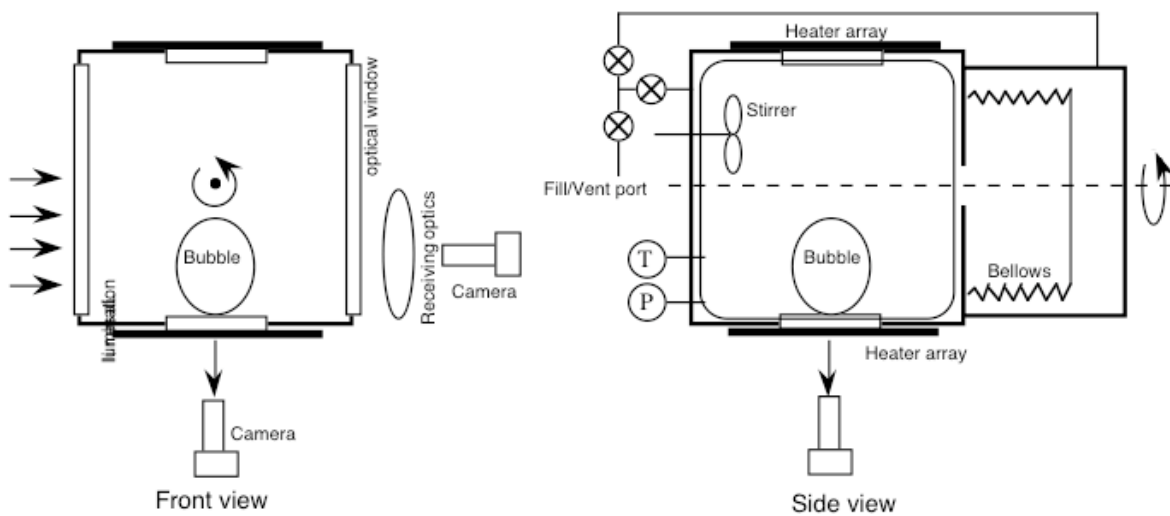 optical window
Bubble
Receiving optics
Camera
Camera
Front view
Heater array
Stirrer
Fill/Vent port
T
P
Bubble
Bellows
Heater array
Side view